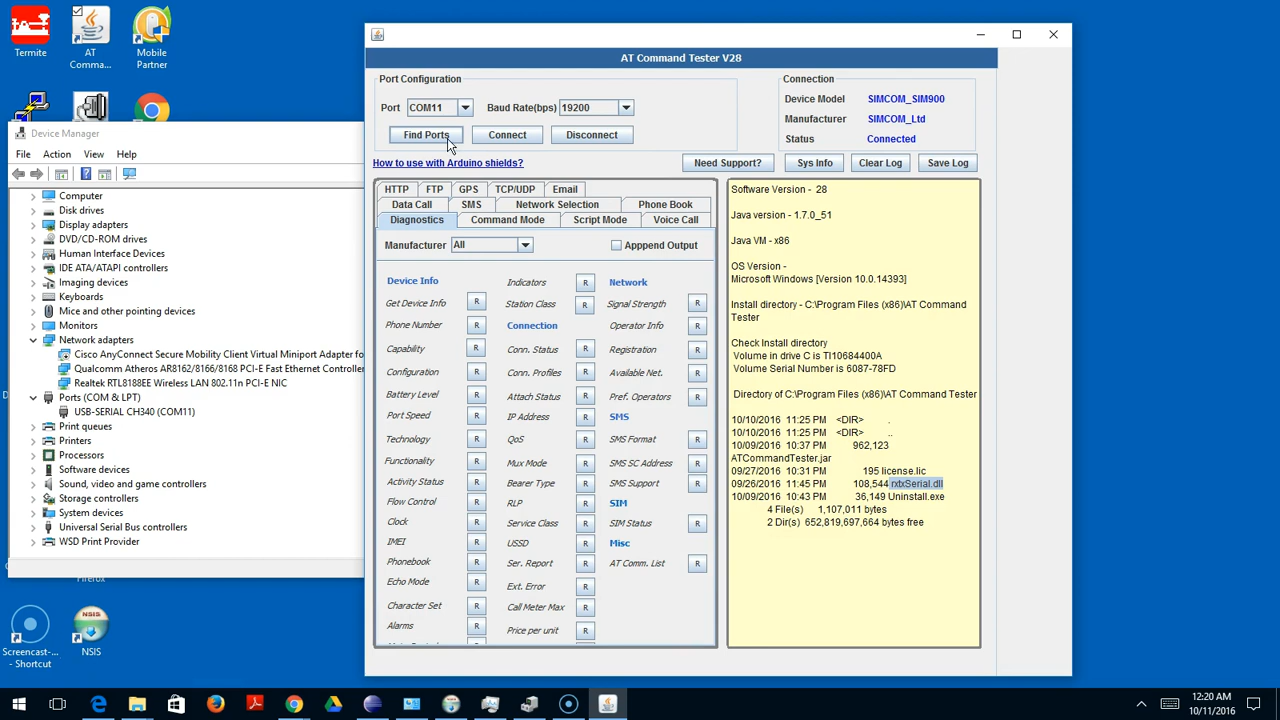 Termite
AT
Comma...
Mobile
Partner
Device Manager
File Action View Help
Computer
Disk drives
Display adapters
DVD/CD-ROM drives
Human Interface Devices
IDE ATA/ATAPI controllers
Imaging devices
Keyboards
Mice and other pointing devices
Monitors
Network adapters
Cisco AnyConnect Secure Mobility Client Virtual Miniport Adapter fo
Qualcomm Atheros AR8162/8166/8168 PCI-E Fast Ethernet Controller
Realtek RTL8188EE Wireless LAN 802.11n PCI-E NIC
Ports (COM & LPT)
USB-SERIAL CH340 (COM11)
Print queues
Printers
Processors
Software devices
Sound, video and game controllers
Storage controllers
System devices
Universal Serial Bus controllers
WSD Print Provider
Firefox
Screencast-...
- Shortcut
NSIS
AT Command Tester V28
Port Configuration
Port COM11 Baud Rate(bps) 19200
Find Ports Connect Disconnect
Connection
Device Model SIMCOM_SIM900
Manufacturer SIMCOM_Ltd
Status Connected
How to use with Arduino shields?
Need Support? Sys Info Clear Log Save Log
HTTP FTP GPS TCP/UDP Email
Data Call SMS Network Selection Phone Book
Diagnostics Command Mode Script Mode Voice Call
Manufacturer All Apppend Output
Device Info
Get Device Info R
Phone Number R
Capability R
Configuration R
Battery Level R
Port Speed R
Technology R
Functionality R
Activity Status R
Flow Control R
Clock R
IMEI R
Phonebook R
Echo Mode R
Character Set R
Alarms R
Indicators R
Station Class R
Connection
Conn. Status R
Conn. Profiles R
Attach Status R
IP Address R
QoS R
Mux Mode R
Bearer Type R
RLP R
Service Class R
USSD R
Ser. Report R
Ext. Error R
Call Meter Max R
Price per unit R
Network
Signal Strength R
Operator Info R
Registration R
Available Net. R
Pref. Operators R
SMS
SMS Format R
SMS SC Address R
SMS Support R
SIM
SIM Status R
Misc
AT Comm. List R
Software Version - 28
Java version - 1.7.0_51
Java VM - x86
OS Version -
Microsoft Windows [Version 10.0.14393]
Install directory - C:\Program Files (x86)\AT Command
Tester
Check Install directory
Volume in drive C is TI10684400A
Volume Serial Number is 6087-78FD
Directory of C:\Program Files (x86)\AT Command Tester
10/10/2016 11:25 PM <DIR> .
10/10/2016 11:25 PM <DIR> ..
10/09/2016 10:37 PM 962,123
ATCommandTester.jar
09/27/2016 10:31 PM 195 license.lic
09/26/2016 11:45 PM 108,544 rxtxSerial.dll
10/09/2016 10:43 PM 36,149 Uninstall.exe
4 File(s) 1,107,011 bytes
2 Dir(s) 652,819,697,664 bytes free
12:20 AM
10/11/2016